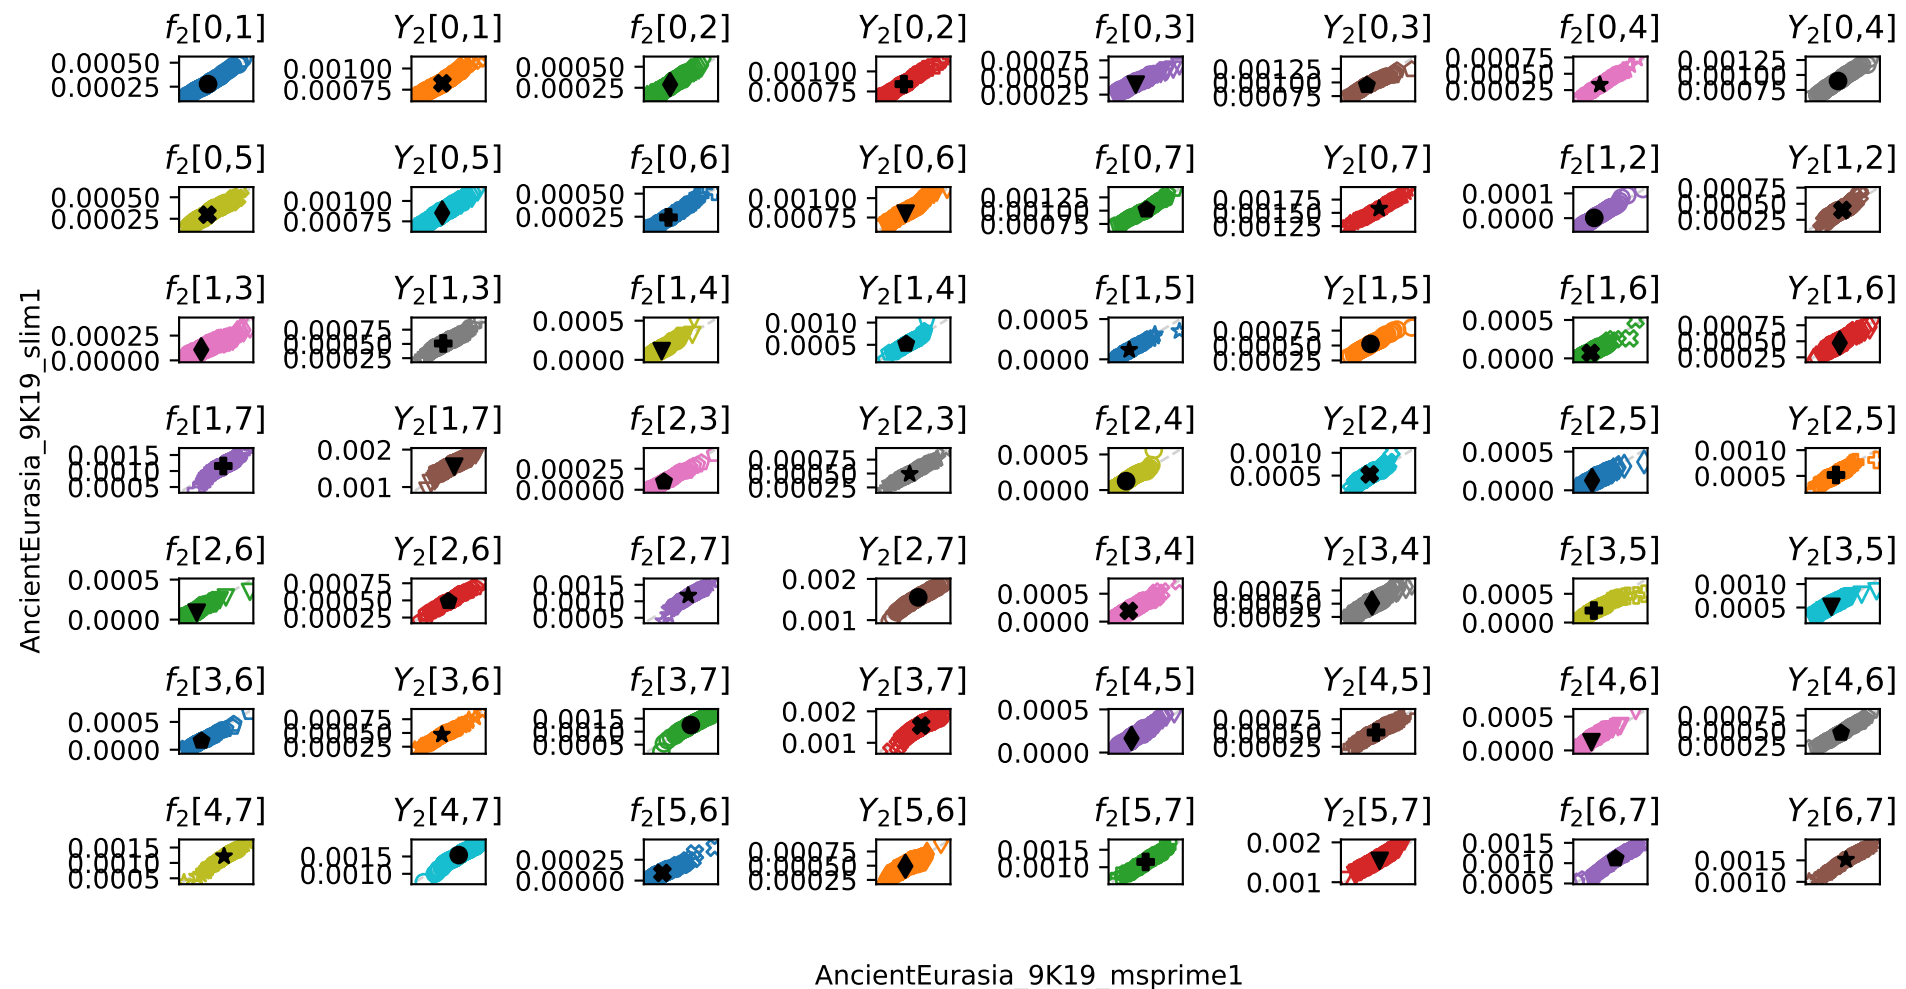 f2[0,1] Y2[0,1] f2[0,2] Y2[0,2] f2[0,3] Y2[0,3] f2[0,4] Y2[0,4]
0.00050 0.00100 0.00050 0.00100 0.00075 0.00125 0.00075 0.00125
0.00025 0.00075 0.00025 0.00075 0.00050 0.00100 0.00050 0.00100
0.00025 0.00075 0.00025 0.00075
f2[0,5] Y2[0,5] f2[0,6] Y2[0,6] f2[0,7] Y2[0,7] f2[1,2] Y2[1,2]
0.00050 0.00100 0.00050 0.00100 0.00125 0.00175 0.0001 0.00075
0.00025 0.00075 0.00025 0.00075 0.00100 0.00150 0.0000 0.00050
0.00075 0.00125 0.00025
f2[1,3] Y2[1,3] f2[1,4] Y2[1,4] f2[1,5] Y2[1,5] f2[1,6] Y2[1,6]
0.00025 0.00075 0.0005 0.0010 0.0005 0.00075 0.0005 0.00075
0.00000 0.00050 0.0000 0.0005 0.0000 0.00050 0.0000 0.00050
0.00025 0.00025 0.00025
f2[1,7] Y2[1,7] f2[2,3] Y2[2,3] f2[2,4] Y2[2,4] f2[2,5] Y2[2,5]
0.0015 0.002 0.00025 0.00075 0.0005 0.0010 0.0005 0.0010
0.0010 0.001 0.00000 0.00050 0.0000 0.0005 0.0000 0.0005
0.0005 0.00025
f2[2,6] Y2[2,6] f2[2,7] Y2[2,7] f2[3,4] Y2[3,4] f2[3,5] Y2[3,5]
0.0005 0.00075 0.0015 0.002 0.0005 0.00075 0.0005 0.0010
0.0000 0.00050 0.0010 0.001 0.0000 0.00050 0.0000 0.0005
0.00025 0.0005 0.00025
f2[3,6] Y2[3,6] f2[3,7] Y2[3,7] f2[4,5] Y2[4,5] f2[4,6] Y2[4,6]
0.0005 0.00075 0.0015 0.002 0.0005 0.00075 0.0005 0.00075
0.0000 0.00050 0.0010 0.001 0.0000 0.00050 0.0000 0.00050
0.00025 0.0005 0.00025 0.00025
f2[4,7] Y2[4,7] f2[5,6] Y2[5,6] f2[5,7] Y2[5,7] f2[6,7] Y2[6,7]
0.0015 0.0015 0.00025 0.00075 0.0015 0.002 0.0015 0.0015
0.0010 0.0010 0.00000 0.00050 0.0010 0.001 0.0010 0.0010
0.0005 0.00025 0.0005
AncientEurasia_9K19_slim1
AncientEurasia_9K19_msprime1